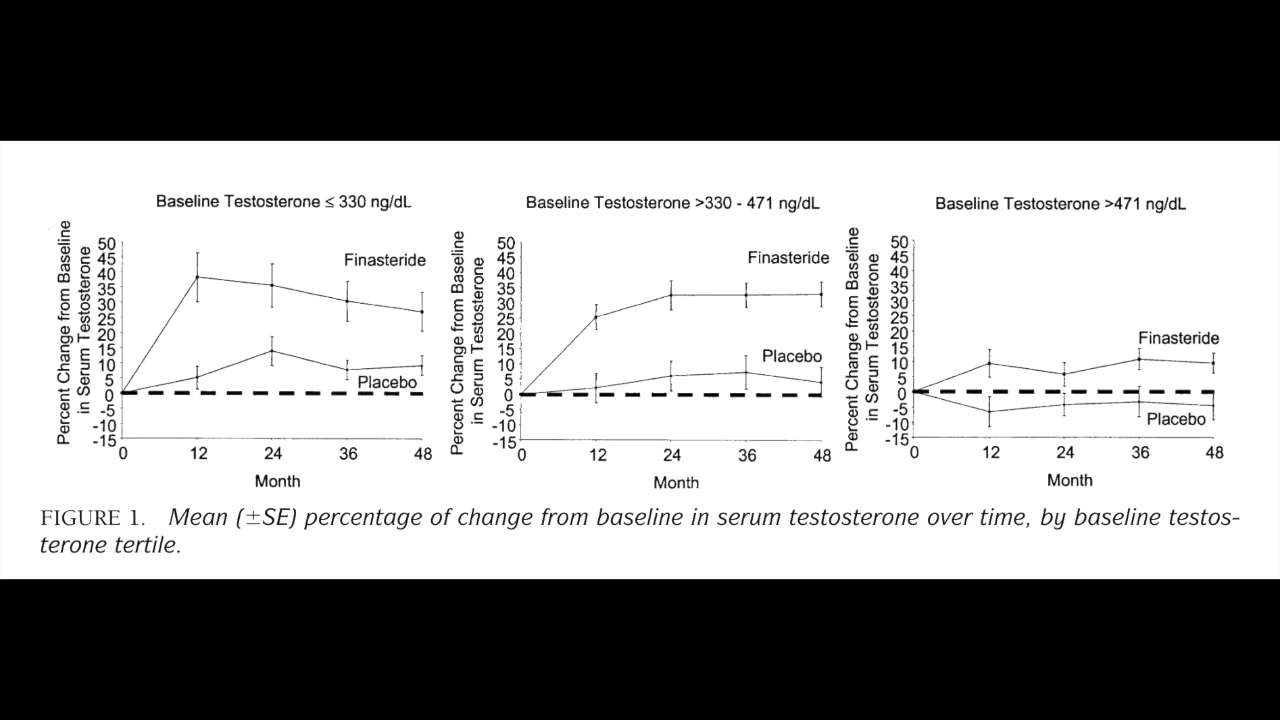 Baseline Testosterone ≤ 330 ng/dL
Percent Change from Baseline
in Serum Testosterone
50
45
40
35
30
25
20
15
10
5
0
-5
-10
-15
Finasteride
Placebo
0 12 24 36 48
Month
Baseline Testosterone >330 - 471 ng/dL
Percent Change from Baseline
in Serum Testosterone
50
45
40
35
30
25
20
15
10
5
0
-5
-10
-15
Finasteride
Placebo
0 12 24 36 48
Month
Baseline Testosterone >471 ng/dL
Percent Change from Baseline
in Serum Testosterone
50
45
40
35
30
25
20
15
10
5
0
-5
-10
-15
Finasteride
Placebo
0 12 24 36 48
Month
FIGURE 1. Mean (±SE) percentage of change from baseline in serum testosterone over time, by baseline testos-
terone tertile.